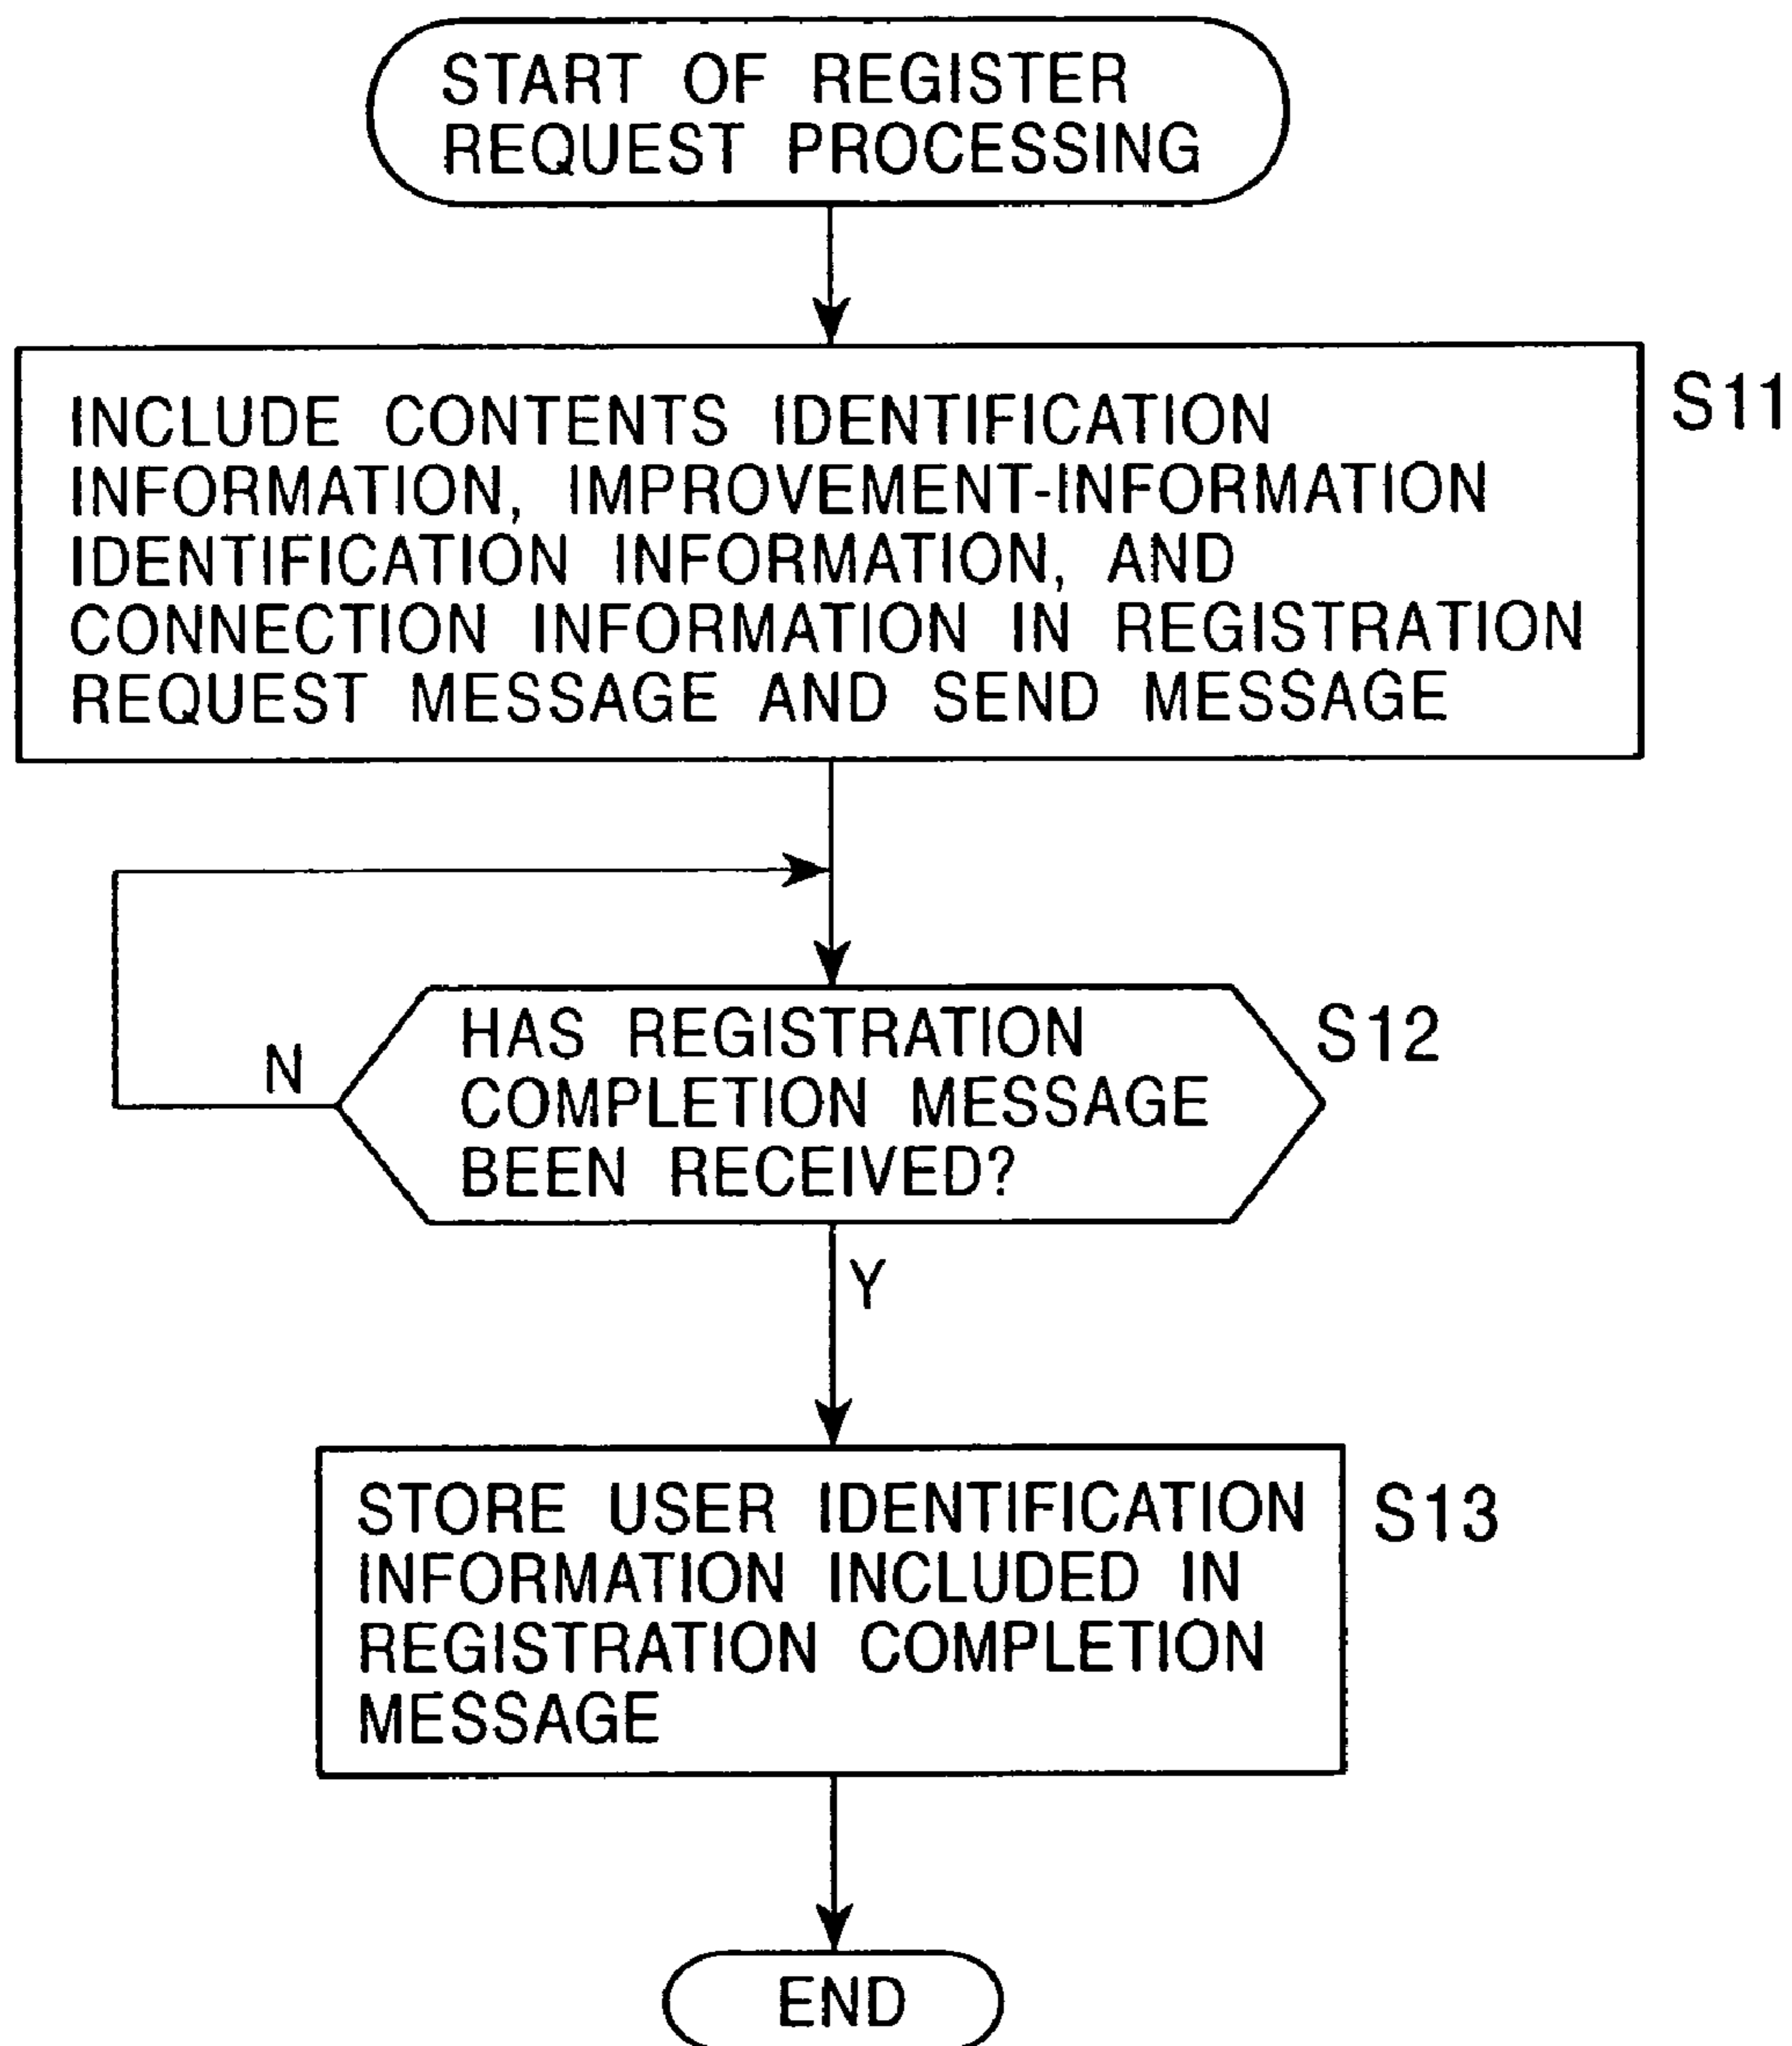 START OF REGISTER
REQUEST PROCESSING
INCLUDE CONTENTS IDENTIFICATION
INFORMATION, IMPROVEMENT-INFORMATION
IDENTIFICATION INFORMATION, AND
CONNECTION INFORMATION IN REGISTRATION
REQUEST MESSAGE AND SEND MESSAGE
S11
HAS REGISTRATION
COMPLETION MESSAGE
BEEN RECEIVED?
S12
N
Y
STORE USER IDENTIFICATION
INFORMATION INCLUDED IN
REGISTRATION COMPLETION
MESSAGE
S13
END